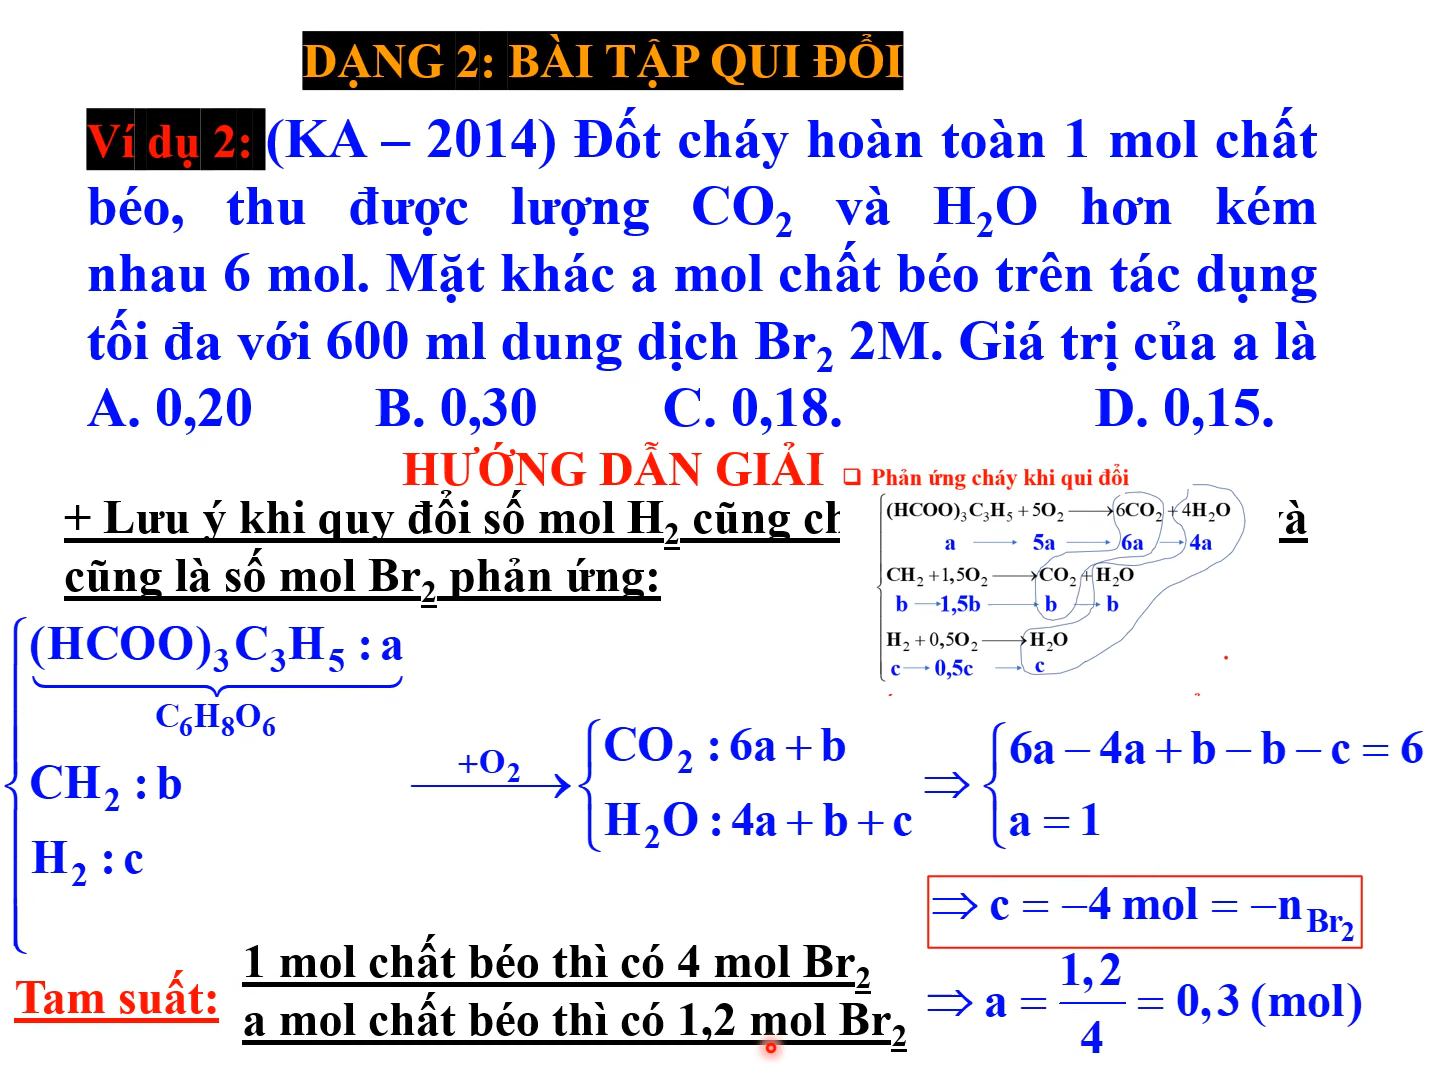 DẠNG 2: BÀI TẬP QUI ĐỔI
Ví dụ 2: (KA – 2014) Đốt cháy hoàn toàn 1 mol chất
béo, thu được lượng CO₂ và H₂O hơn kém
nhau 6 mol. Mặt khác a mol chất béo trên tác dụng
tối đa với 600 ml dung dịch Br₂ 2M. Giá trị của a là
A. 0,20 B. 0,30 C. 0,18. D. 0,15.
HƯỚNG DẪN GIẢI
❑ Phản ứng cháy khi qui đổi
(HCOO)₃C₃H₅ + 5O₂ ⟶ 6CO₂ + 4H₂O
a → 5a → 6a → 4a
CH₂ + 1,5O₂ ⟶ CO₂ + H₂O
b → 1,5b → b → b
H₂ + 0,5O₂ ⟶ H₂O
c → 0,5c → c
+ Lưu ý khi quy đổi số mol H₂ cũng
cũng là số mol Br₂ phản ứng:
(HCOO)₃C₃H₅ : a
C₆H₈O₆
CH₂ : b
H₂ : c
+O₂ ⟶
CO₂ : 6a + b
H₂O : 4a + b + c
⇒ 6a − 4a + b − b − c = 6
a = 1
⇒ c = −4 mol = −n Br₂
Tam suất:
1 mol chất béo thì có 4 mol Br₂
a mol chất béo thì có 1,2 mol Br₂
⇒ a = 1,2/4 = 0,3 (mol)